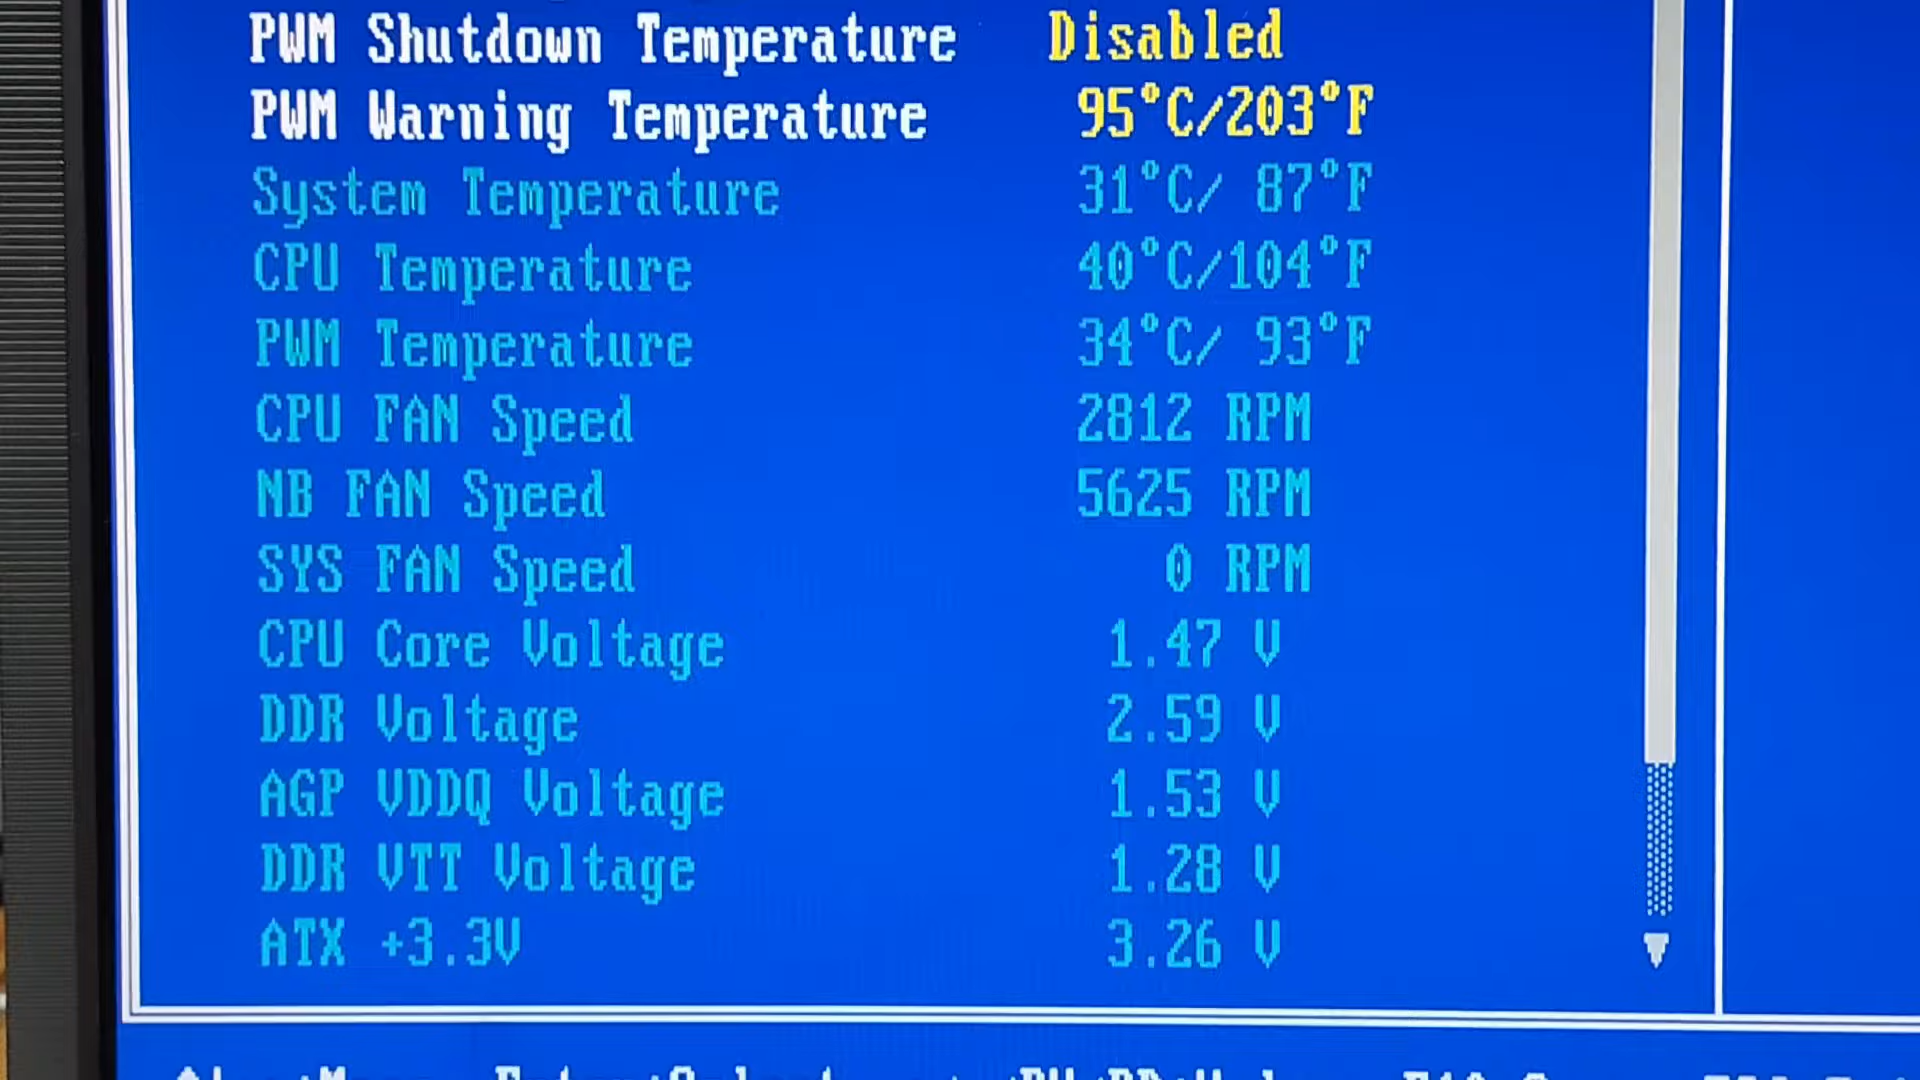 PWM Shutdown Temperature Disabled
PWM Warning Temperature 95°C/203°F
System Temperature 31°C/ 87°F
CPU Temperature 40°C/104°F
PWM Temperature 34°C/ 93°F
CPU FAN Speed 2812 RPM
NB FAN Speed 5625 RPM
SYS FAN Speed 0 RPM
CPU Core Voltage 1.47 V
DDR Voltage 2.59 V
AGP VDDQ Voltage 1.53 V
DDR VTT Voltage 1.28 V
ATX +3.3V 3.26 V